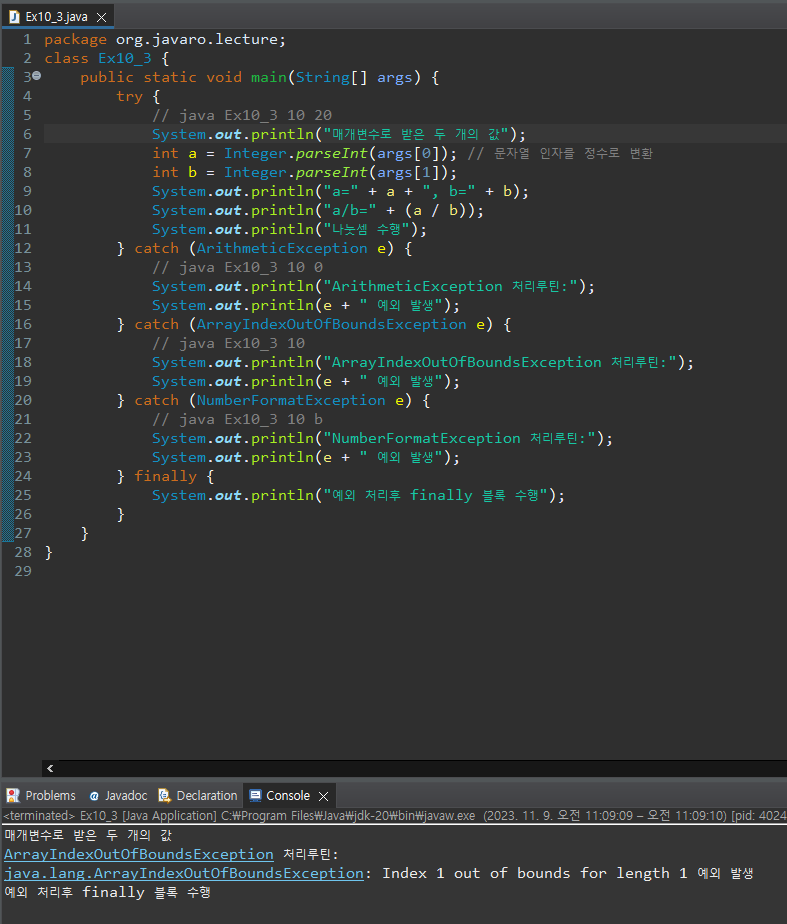 Ex10_3.java
1 package org.javaro.lecture;
2 class Ex10_3 {
3 public static void main(String[] args) {
4 try {
5 // java Ex10_3 10 20
6 System.out.println("매개변수로 받은 두 개의 값");
7 int a = Integer.parseInt(args[0]); // 문자열 인자를 정수로 변환
8 int b = Integer.parseInt(args[1]);
9 System.out.println("a=" + a + ", b=" + b);
10 System.out.println("a/b=" + (a / b));
11 System.out.println("나눗셈 수행");
12 } catch (ArithmeticException e) {
13 // java Ex10_3 10 0
14 System.out.println("ArithmeticException 처리루틴:");
15 System.out.println(e + " 예외 발생");
16 } catch (ArrayIndexOutOfBoundsException e) {
17 // java Ex10_3 10
18 System.out.println("ArrayIndexOutOfBoundsException 처리루틴:");
19 System.out.println(e + " 예외 발생");
20 } catch (NumberFormatException e) {
21 // java Ex10_3 10 b
22 System.out.println("NumberFormatException 처리루틴:");
23 System.out.println(e + " 예외 발생");
24 } finally {
25 System.out.println("예외 처리후 finally 블록 수행");
26 }
27 }
28 }
29
Problems Javadoc Declaration Console
<terminated> Ex10_3 [Java Application] C:₩Program Files₩Java₩jdk-20₩bin₩javaw.exe (2023. 11. 9. 오전 11:09:09 – 오전 11:09:10) [pid: 4024
매개변수로 받은 두 개의 값
ArrayIndexOutOfBoundsException 처리루틴:
java.lang.ArrayIndexOutOfBoundsException: Index 1 out of bounds for length 1 예외 발생
예외 처리후 finally 블록 수행